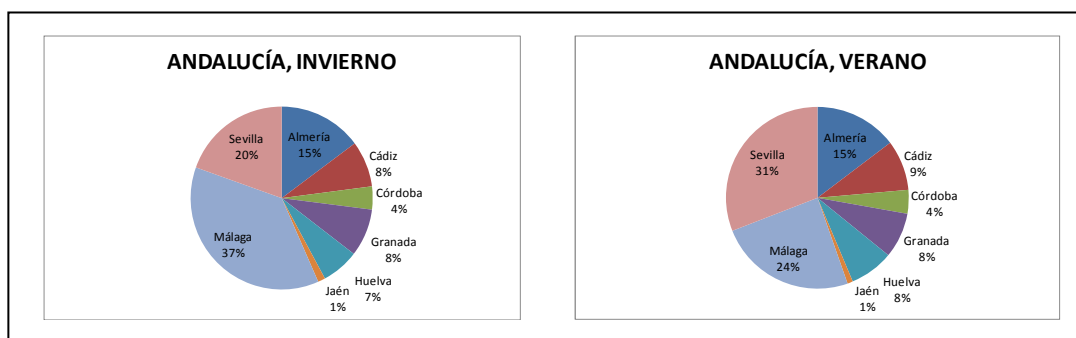 ANDALUCÍA, INVIERNO
Almería
15%
Cádiz
8%
Córdoba
4%
Granada
8%
Huelva
7%
Jaén
1%
Málaga
37%
Sevilla
20%
ANDALUCÍA, VERANO
Almería
15%
Cádiz
9%
Córdoba
4%
Granada
8%
Huelva
8%
Jaén
1%
Málaga
24%
Sevilla
31%